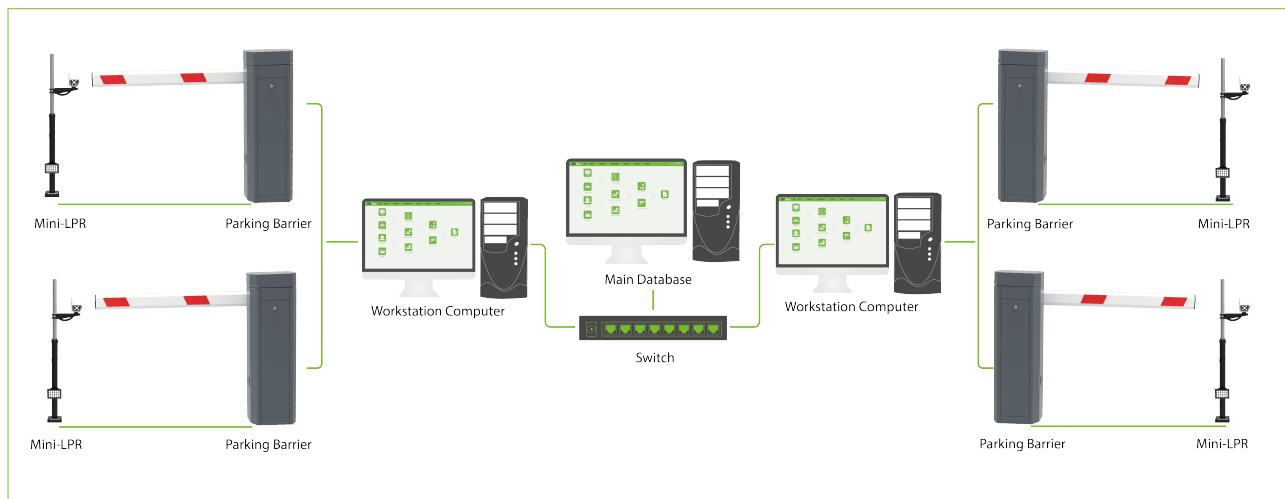 Mini-LPR
Parking Barrier
Parking Barrier
Mini-LPR
Main Database
Workstation Computer
Workstation Computer
Switch
Mini-LPR
Parking Barrier
Parking Barrier
Mini-LPR